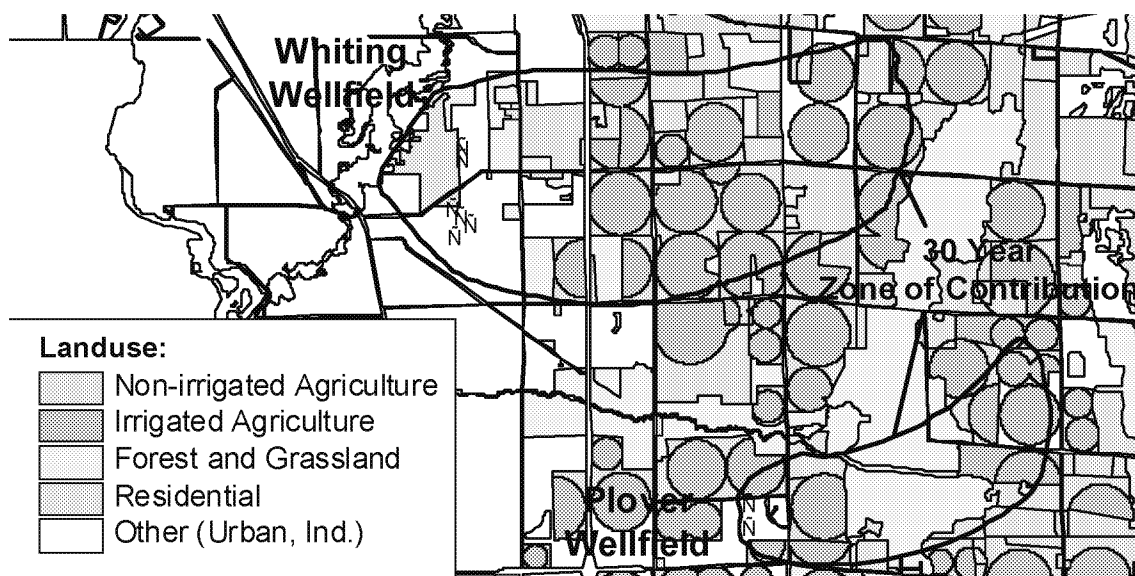 Whiting
Wellfield
30 Year
Zone of Contribution
Landuse:
Non-irrigated Agriculture
Irrigated Agriculture
Forest and Grassland
Residential
Other (Urban, Ind.)
Plover
Wellfield
Ñ
Ñ
Ñ
Ñ
Ñ
Ñ
Ñ